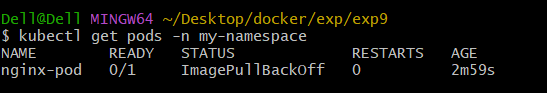 Dell@Dell MINGW64 ~/Desktop/docker/exp/exp9
$ kubectl get pods -n my-namespace
NAME READY STATUS RESTARTS AGE
nginx-pod 0/1 ImagePullBackOff 0 2m59s